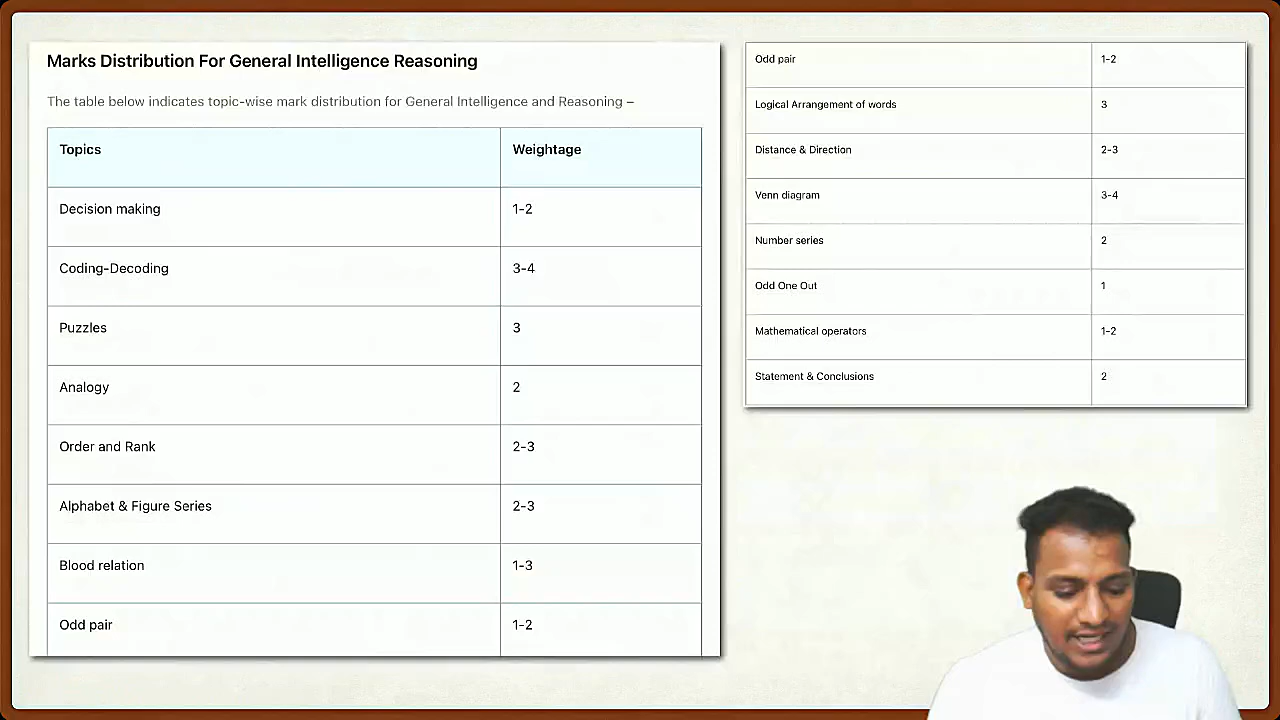 Marks Distribution For General Intelligence Reasoning
The table below indicates topic-wise mark distribution for General Intelligence and Reasoning –
Topics Weightage
Decision making 1-2
Coding-Decoding 3-4
Puzzles 3
Analogy 2
Order and Rank 2-3
Alphabet & Figure Series 2-3
Blood relation 1-3
Odd pair 1-2
Odd pair 1-2
Logical Arrangement of words 3
Distance & Direction 2-3
Venn diagram 3-4
Number series 2
Odd One Out 1
Mathematical operators 1-2
Statement & Conclusions 2